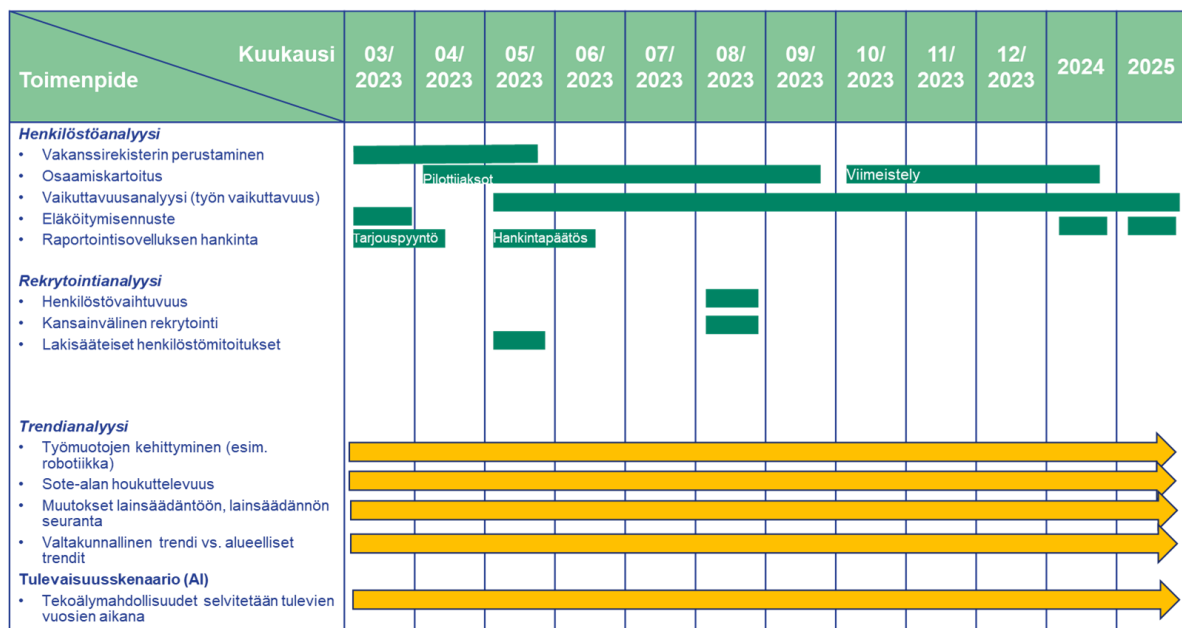 Kuukausi
Toimenpide
03/
2023
04/
2023
05/
2023
06/
2023
07/
2023
08/
2023
09/
2023
10/
2023
11/
2023
12/
2023
2024
2025
Henkilöstöanalyysi
• Vakanssirekisterin perustaminen
• Osaamiskartoitus
Pilottijaksot
Viimeistely
• Vaikuttavuusanalyysi (työn vaikuttavuus)
• Eläköitymisennuste
• Raportointisovelluksen hankinta
Tarjouspyyntö
Hankintapäätös
Rekrytointianalyysi
• Henkilöstövaihtuvuus
• Kansainvälinen rekrytointi
• Lakisääteiset henkilöstömitoitukset
Trendianalyysi
• Työmuotojen kehittyminen (esim.
robotiikka)
• Sote-alan houkuttelevuus
• Muutokset lainsäädäntöön, lainsäädännön
seuranta
• Valtakunnallinen trendi vs. alueelliset
trendit
Tulevaisuusskenaario (AI)
• Tekoälymahdollisuudet selvitetään tulevien
vuosien aikana